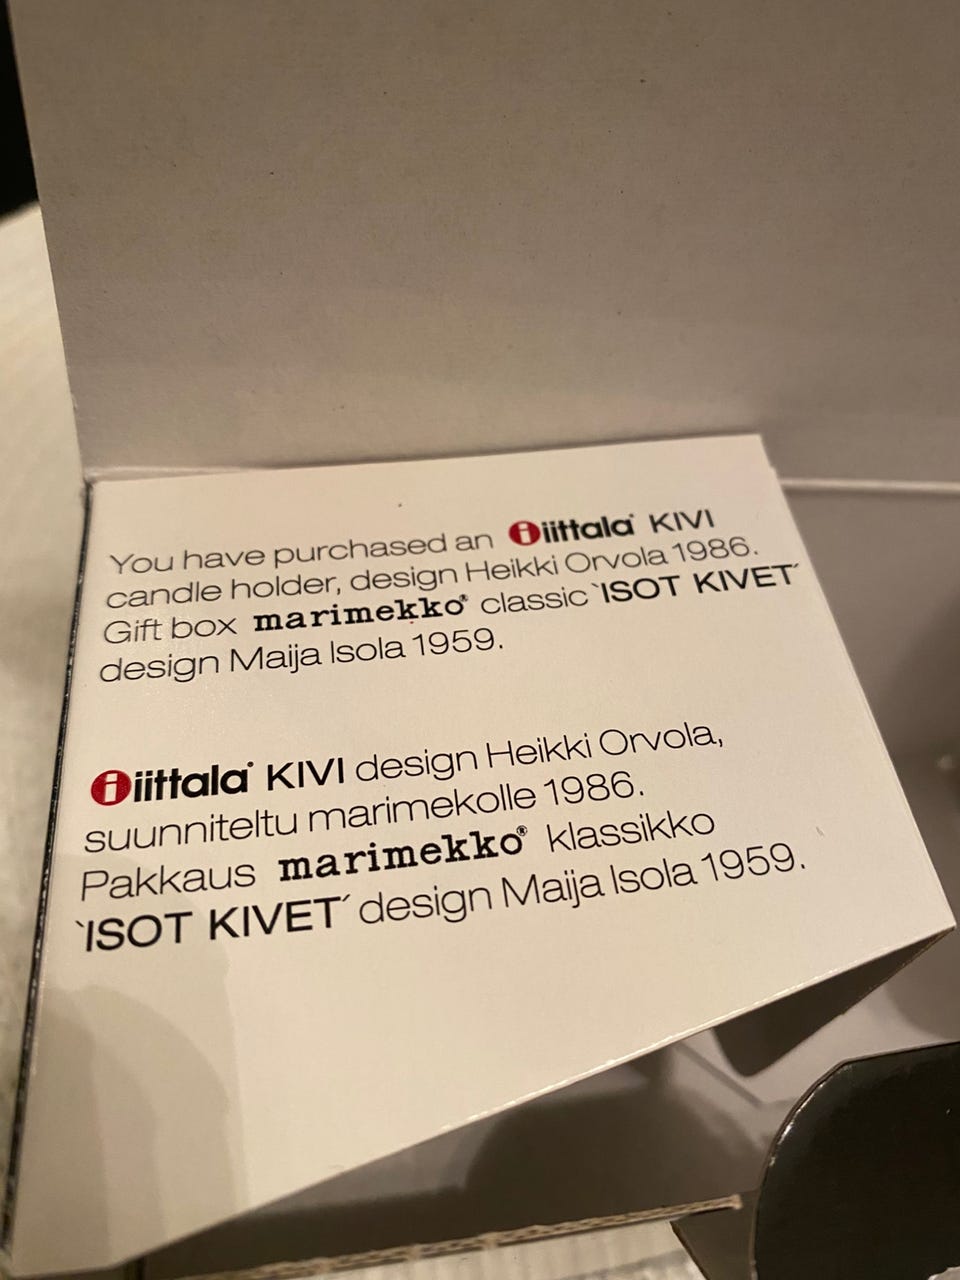 You have purchased an iittala® KIVI
candle holder, design Heikki Orvola 1986.
Gift box marimekko® classic `ISOT KIVET´
design Maija Isola 1959.
iittala® KIVI design Heikki Orvola,
suunniteltu marimekolle 1986.
Pakkaus marimekko® klassikko
`ISOT KIVET´ design Maija Isola 1959.